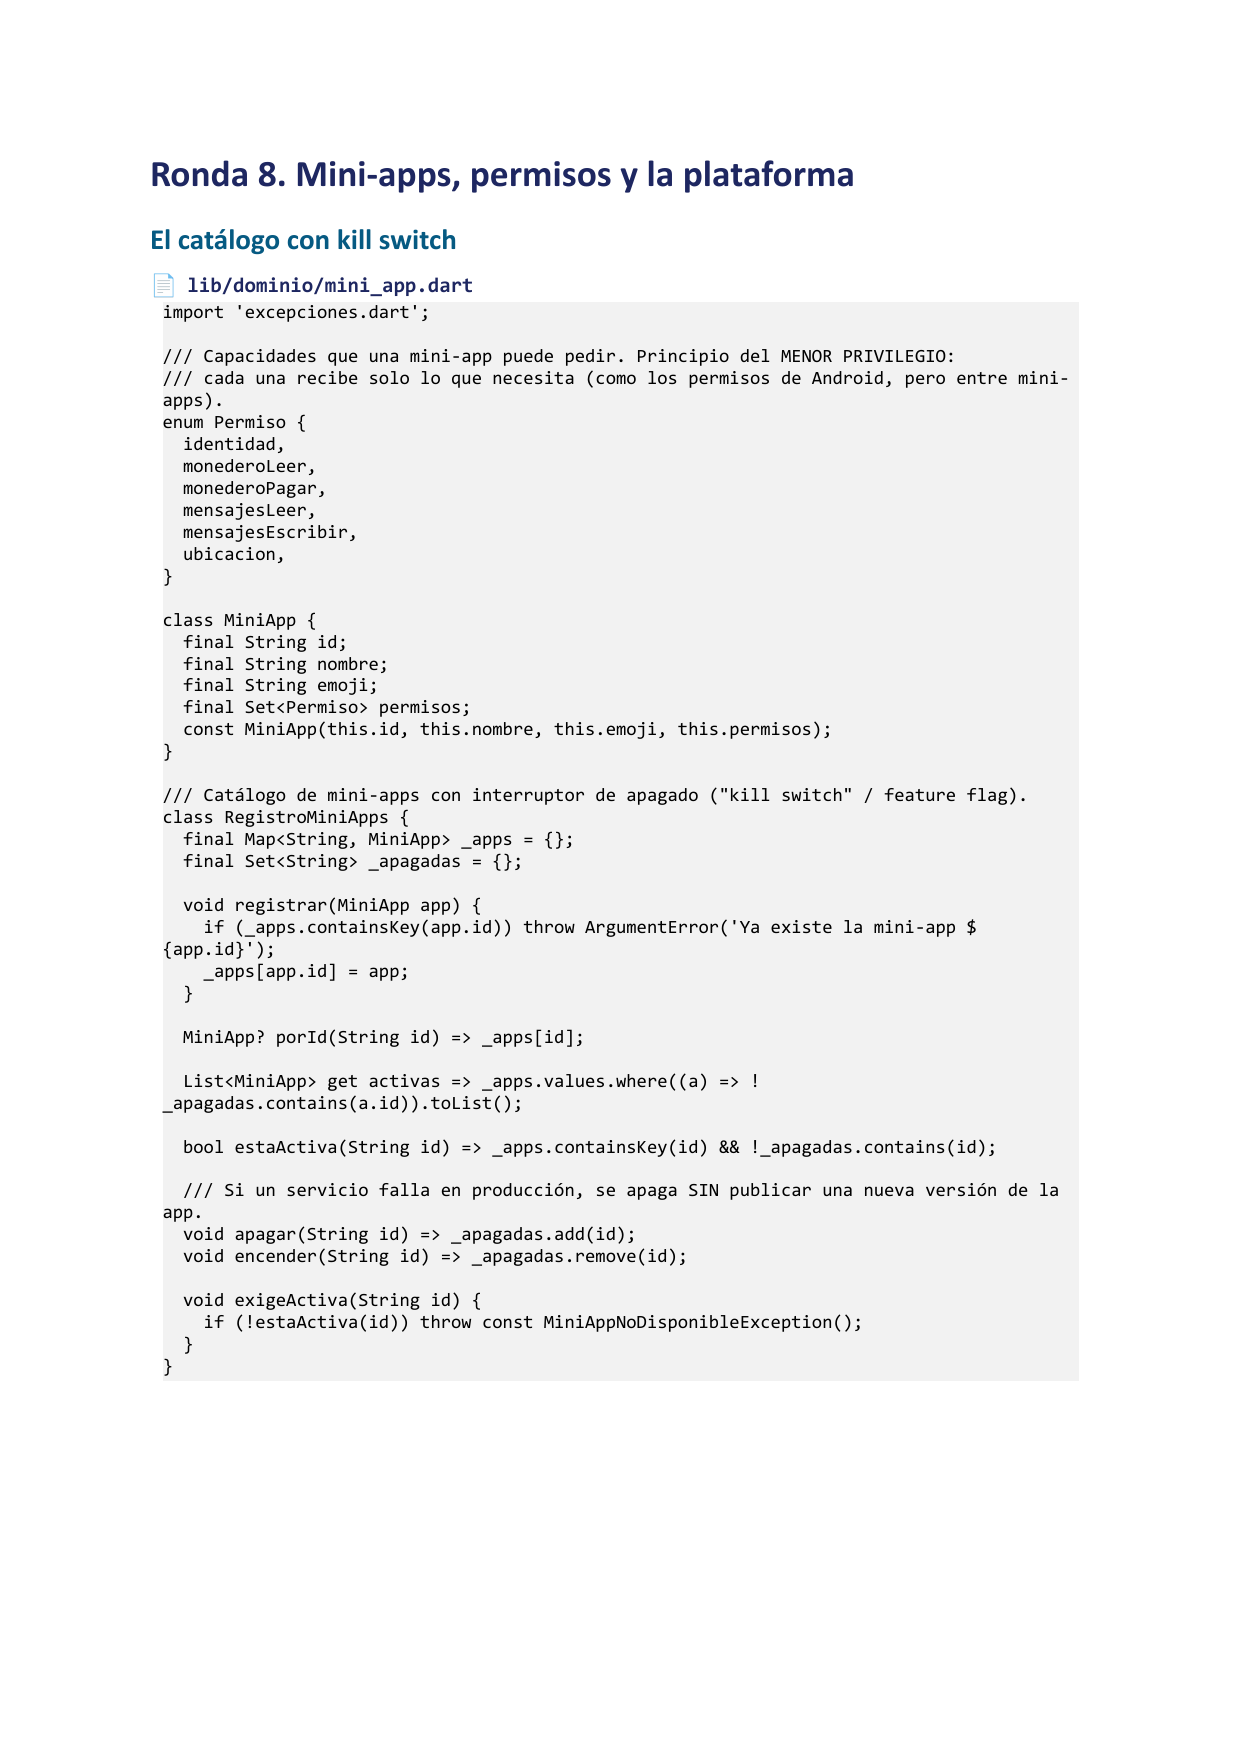 Ronda 8. Mini-apps, permisos y la plataforma
El catálogo con kill switch
📄 lib/dominio/mini_app.dart
import 'excepciones.dart';

/// Capacidades que una mini-app puede pedir. Principio del MENOR PRIVILEGIO:
/// cada una recibe solo lo que necesita (como los permisos de Android, pero entre mini-
apps).
enum Permiso {
  identidad,
  monederoLeer,
  monederoPagar,
  mensajesLeer,
  mensajesEscribir,
  ubicacion,
}

class MiniApp {
  final String id;
  final String nombre;
  final String emoji;
  final Set<Permiso> permisos;
  const MiniApp(this.id, this.nombre, this.emoji, this.permisos);
}

/// Catálogo de mini-apps con interruptor de apagado ("kill switch" / feature flag).
class RegistroMiniApps {
  final Map<String, MiniApp> _apps = {};
  final Set<String> _apagadas = {};

  void registrar(MiniApp app) {
    if (_apps.containsKey(app.id)) throw ArgumentError('Ya existe la mini-app $
{app.id}');
    _apps[app.id] = app;
  }

  MiniApp? porId(String id) => _apps[id];

  List<MiniApp> get activas => _apps.values.where((a) => !
_apagadas.contains(a.id)).toList();

  bool estaActiva(String id) => _apps.containsKey(id) && !_apagadas.contains(id);

  /// Si un servicio falla en producción, se apaga SIN publicar una nueva versión de la
app.
  void apagar(String id) => _apagadas.add(id);
  void encender(String id) => _apagadas.remove(id);

  void exigeActiva(String id) {
    if (!estaActiva(id)) throw const MiniAppNoDisponibleException();
  }
}